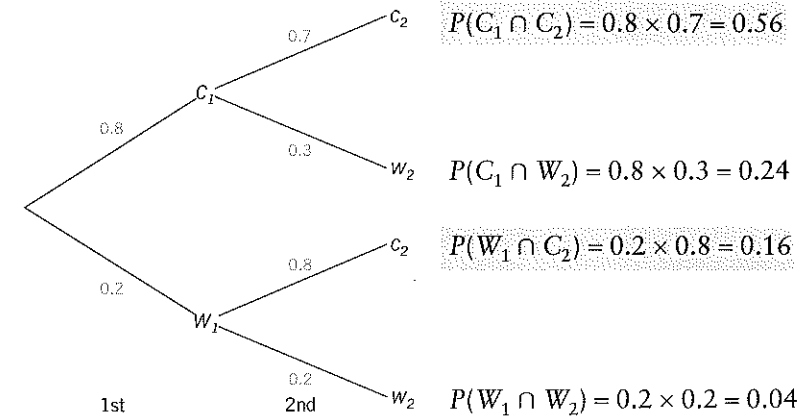 C₂ P(C₁ ∩ C₂) = 0.8 × 0.7 = 0.56
0.7
C₁
0.8
0.3
W₂ P(C₁ ∩ W₂) = 0.8 × 0.3 = 0.24
C₂ P(W₁ ∩ C₂) = 0.2 × 0.8 = 0.16
0.8
0.2
W₁
0.2
1st 2nd W₂ P(W₁ ∩ W₂) = 0.2 × 0.2 = 0.04